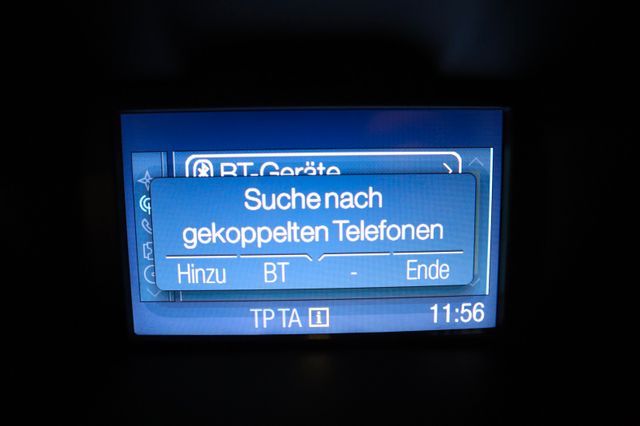 BT-Geräte
Suche nach
gekoppelten Telefonen
Hinzu BT - Ende
TP TA i 11:56